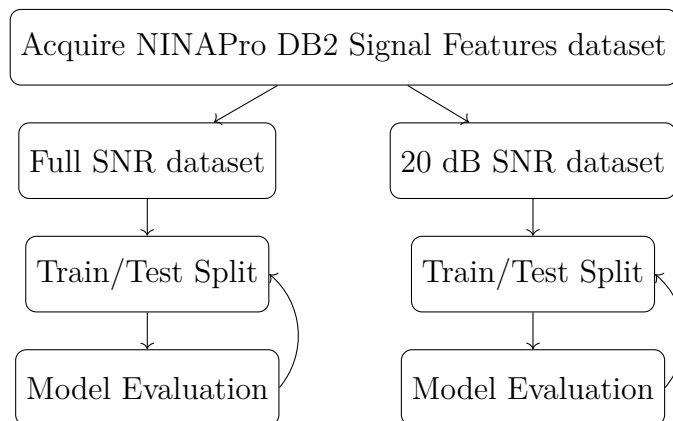 Acquire NINAPro DB2 Signal Features dataset
Full SNR dataset
20 dB SNR dataset
Train/Test Split
Train/Test Split
Model Evaluation
Model Evaluation